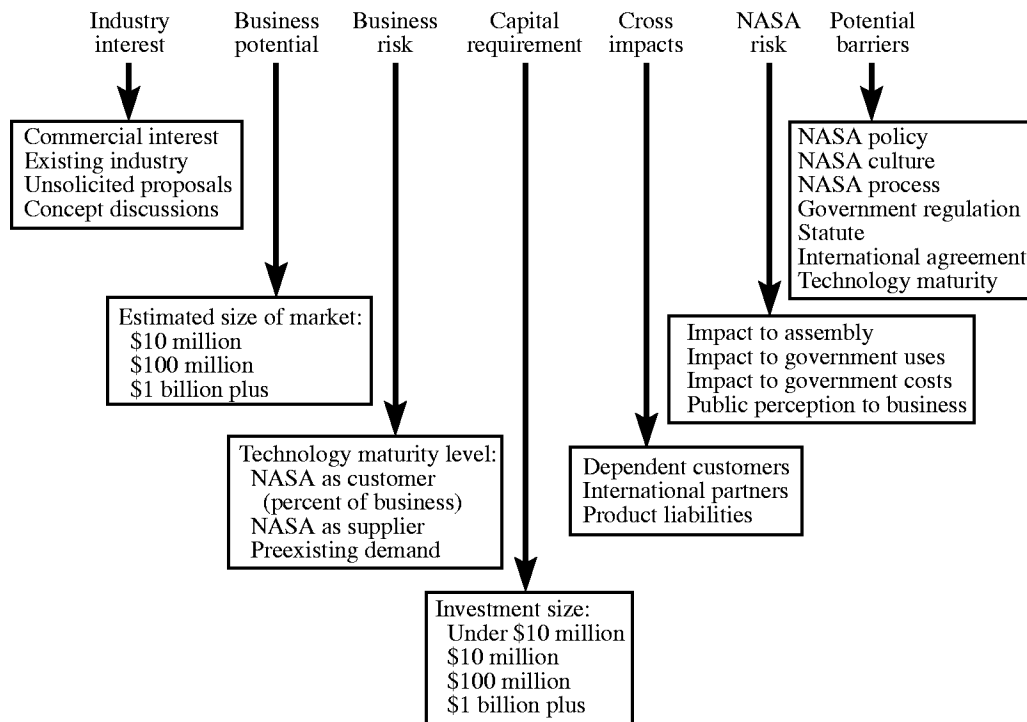 Industry interest
Business potential
Business risk
Capital requirement
Cross impacts
NASA risk
Potential barriers
Commercial interest
Existing industry
Unsolicited proposals
Concept discussions
Estimated size of market:
$10 million
$100 million
$1 billion plus
Technology maturity level:
NASA as customer
(percent of business)
NASA as supplier
Preexisting demand
Investment size:
Under $10 million
$10 million
$100 million
$1 billion plus
Dependent customers
International partners
Product liabilities
Impact to assembly
Impact to government uses
Impact to government costs
Public perception to business
NASA policy
NASA culture
NASA process
Government regulation
Statute
International agreement
Technology maturity